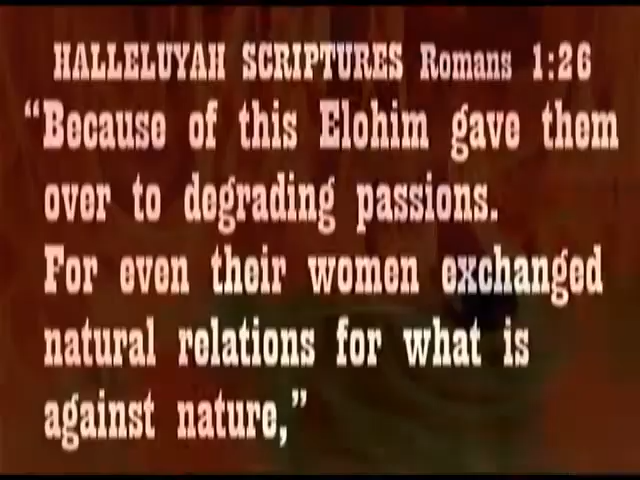 HALLELUYAH SCRIPTURES Romans 1:26
“Because of this Elohim gave them
over to degrading passions.
For even their women exchanged
natural relations for what is
against nature,”